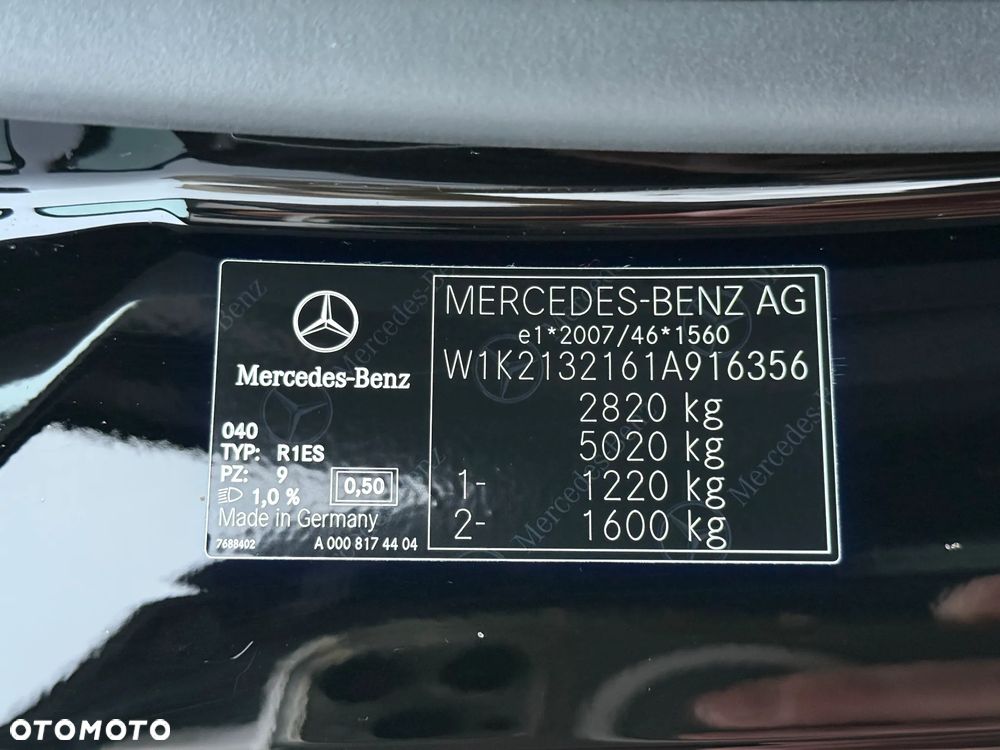 Mercedes-Benz
040
TYP: R1ES
PZ: 9
1,0 %
0,50
Made in Germany
7688402 A 000 817 44 04
MERCEDES-BENZ AG
e1*2007/46*1560
W1K2132161A916356
2820 kg
5020 kg
1- 1220 kg
2- 1600 kg
OTOMOTO